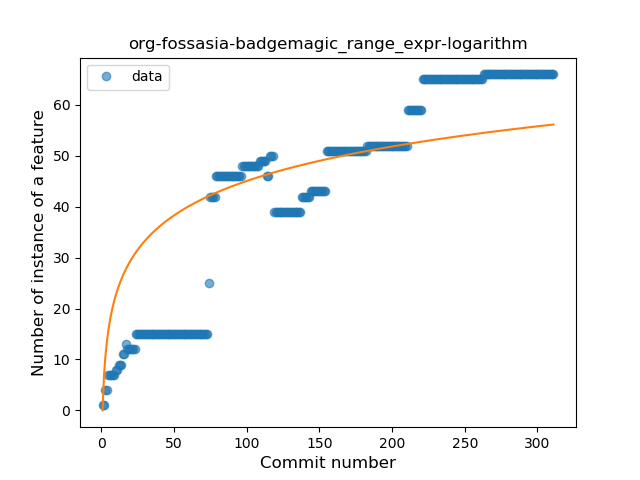 org-fossasia-badgemagic_range_expr-logarithm
data
Number of instance of a feature
60
50
40
30
20
10
0
0 50 100 150 200 250 300
Commit number